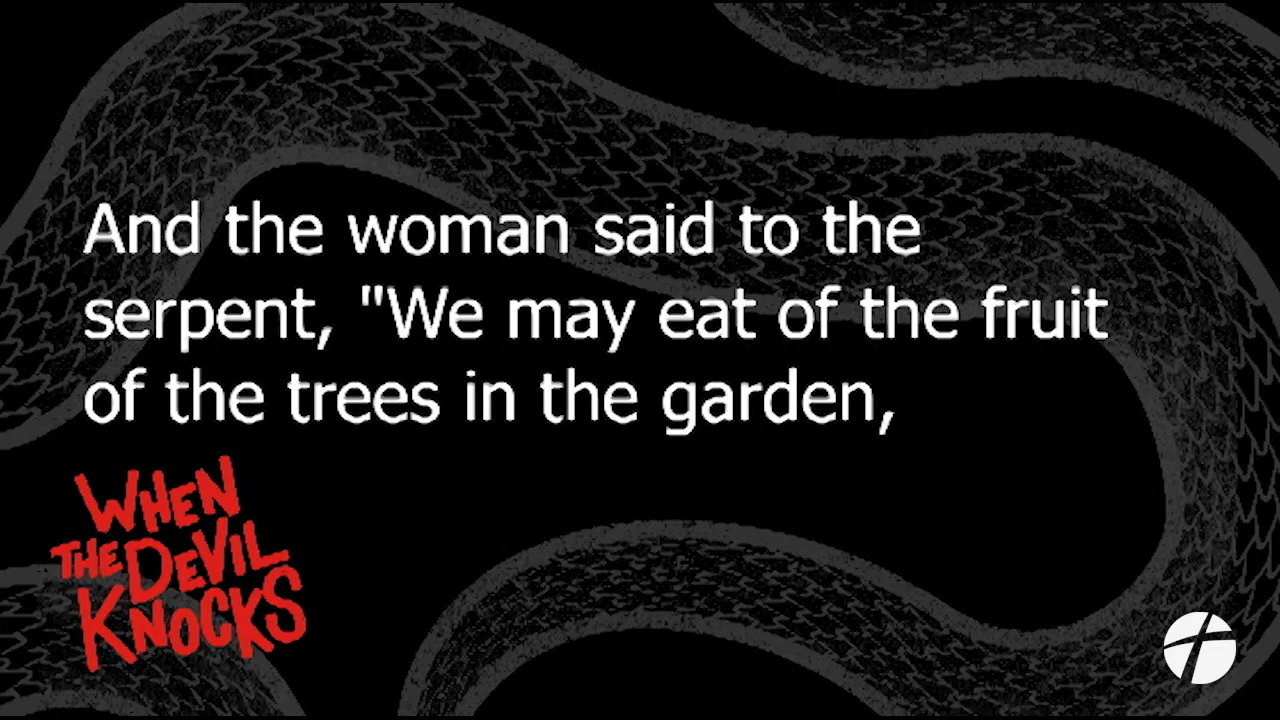 And the woman said to the
serpent, "We may eat of the fruit
of the trees in the garden,
WHEN
THE DEVIL
KNOCKS